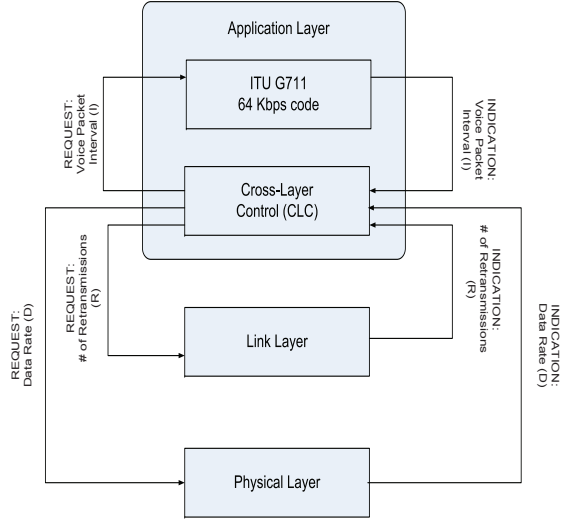 Application Layer
ITU G711
64 Kbps code
REQUEST:
Voice Packet
Interval (I)
INDICATION:
Voice Packet
Interval (I)
Cross-Layer
Control (CLC)
REQUEST:
# of Retransmissions
(R)
INDICATION:
# of Retransmissions
(R)
REQUEST:
Data Rate (D)
INDICATION:
Data Rate (D)
Link Layer
Physical Layer